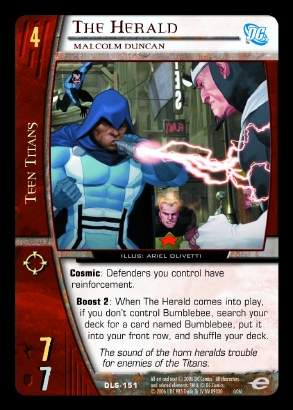 4
THE HERALD
MALCOLM DUNCAN
DC
TEEN TITANS
ILLUS: ARIEL OLIVETTI
Cosmic: Defenders you control have
reinforcement.
Boost 2: When The Herald comes into play,
if you don't control Bumblebee, search your
deck for a card named Bumblebee, put it
into your front row, and shuffle your deck.
The sound of the horn heralds trouble
for enemies of the Titans.
7
7
DLS-151